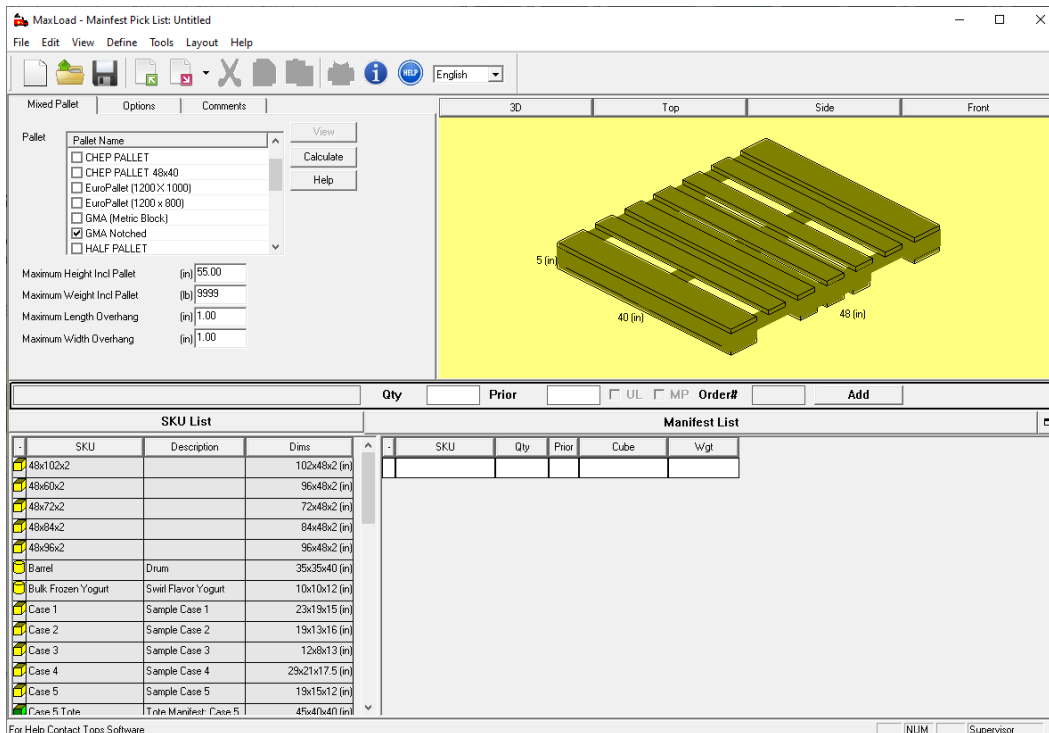 MaxLoad - Mainfest Pick List: Untitled
File Edit View Define Tools Layout Help
HELP English
Mixed Pallet Options Comments
Pallet
Pallet Name
CHEP PALLET
CHEP PALLET 48x40
EuroPallet (1200 X 1000)
EuroPallet (1200 x 800)
GMA (Metric Block)
GMA Notched
HALF PALLET
View
Calculate
Help
Maximum Height Incl Pallet (in) 55.00
Maximum Weight Incl Pallet (lb) 9999
Maximum Length Overhang (in) 1.00
Maximum Width Overhang (in) 1.00
3D Top Side Front
5 (in)
40 (in)
48 (in)
Qty Prior UL MP Order# Add
SKU List
- SKU Description Dims
48x102x2 102x48x2 (in)
48x60x2 96x48x2 (in)
48x72x2 72x48x2 (in)
48x84x2 84x48x2 (in)
48x96x2 96x48x2 (in)
Barrel Drum 35x35x40 (in)
Bulk Frozen Yogurt Swirl Flavor Yogurt 10x10x12 (in)
Case 1 Sample Case 1 23x19x15 (in)
Case 2 Sample Case 2 19x13x16 (in)
Case 3 Sample Case 3 12x8x13 (in)
Case 4 Sample Case 4 29x21x17.5 (in)
Case 5 Sample Case 5 19x15x12 (in)
Case 5 Tote Tote Manifest: Case 5 45x40x40 (in)
Manifest List
- SKU Qty Prior Cube Wgt
For Help Contact Tops Software
NUM Supervisor